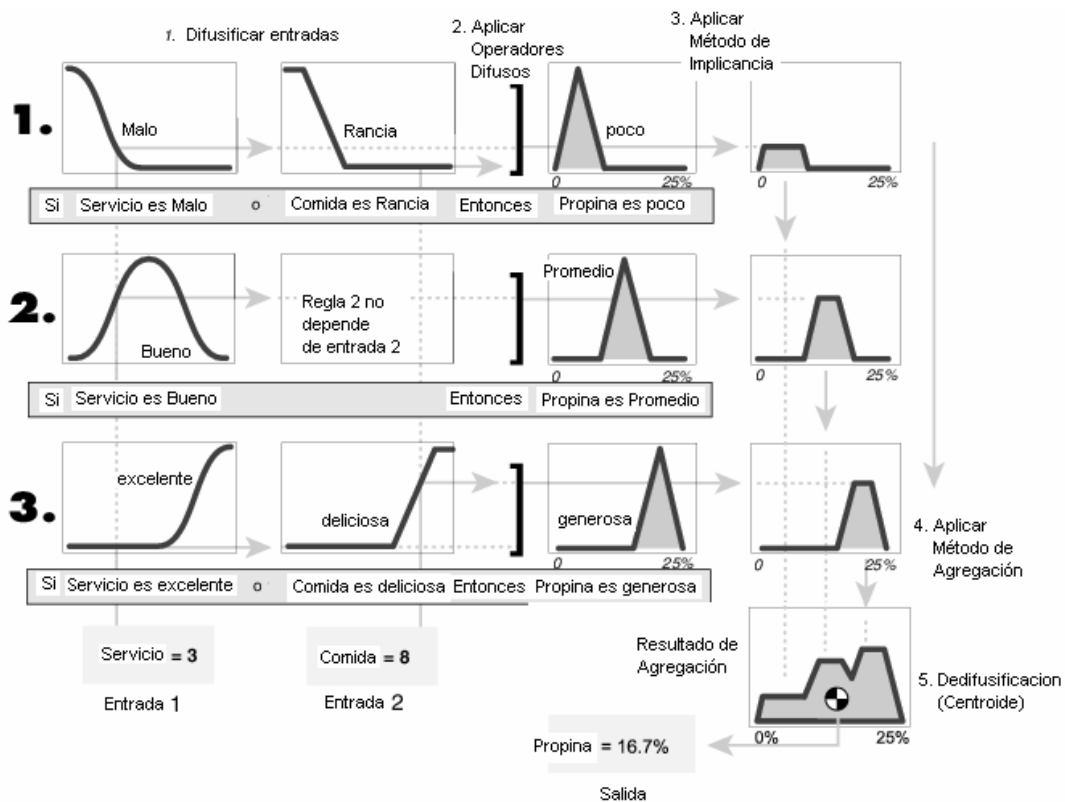 1. Difusificar entradas
2. Aplicar
Operadores
Difusos
3. Aplicar
Método de
Implicancia
1.
Malo
Rancia
poco
0
25%
0
25%
Si Servicio es Malo o Comida es Rancia Entonces Propina es poco
2.
Bueno
Regla 2 no
depende
de entrada 2
Promedio
0
25%
0
25%
Si Servicio es Bueno Entonces Propina es Promedio
3.
excelente
deliciosa
generosa
0
25%
0
25%
4. Aplicar
Método de
Agregación
Si Servicio es excelente o Comida es deliciosa Entonces Propina es generosa
Servicio = 3
Entrada 1
Comida = 8
Entrada 2
Resultado de
Agregación
0%
25%
5. Dedifusificacion
(Centroide)
Propina = 16.7%
Salida